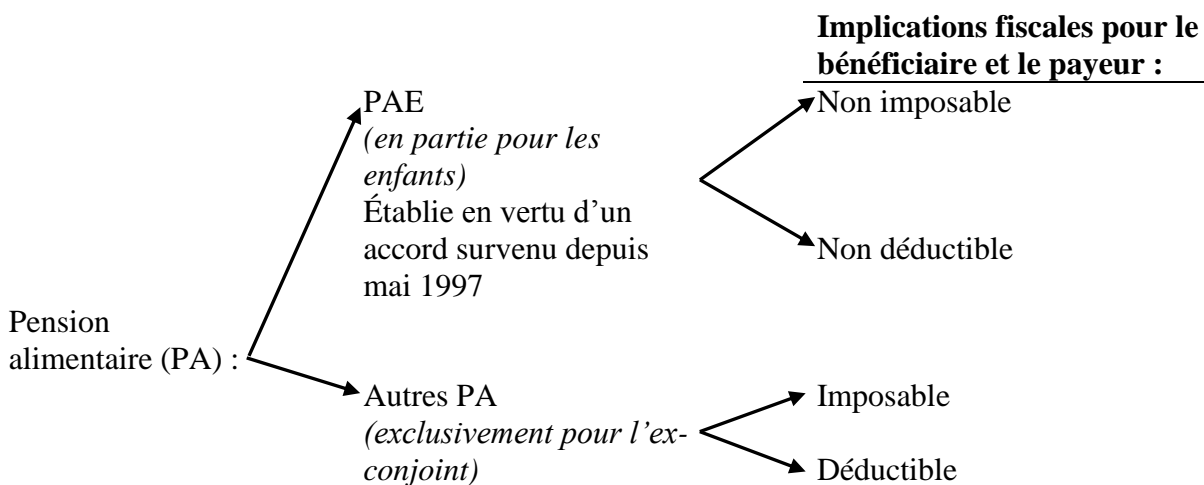 Implications fiscales pour le
bénéficiaire et le payeur :
PAE
(en partie pour les
enfants)
Établie en vertu d’un
accord survenu depuis
mai 1997
Non imposable
Non déductible
Pension
alimentaire (PA) :
Autres PA
(exclusivement pour l’ex-
conjoint)
Imposable
Déductible